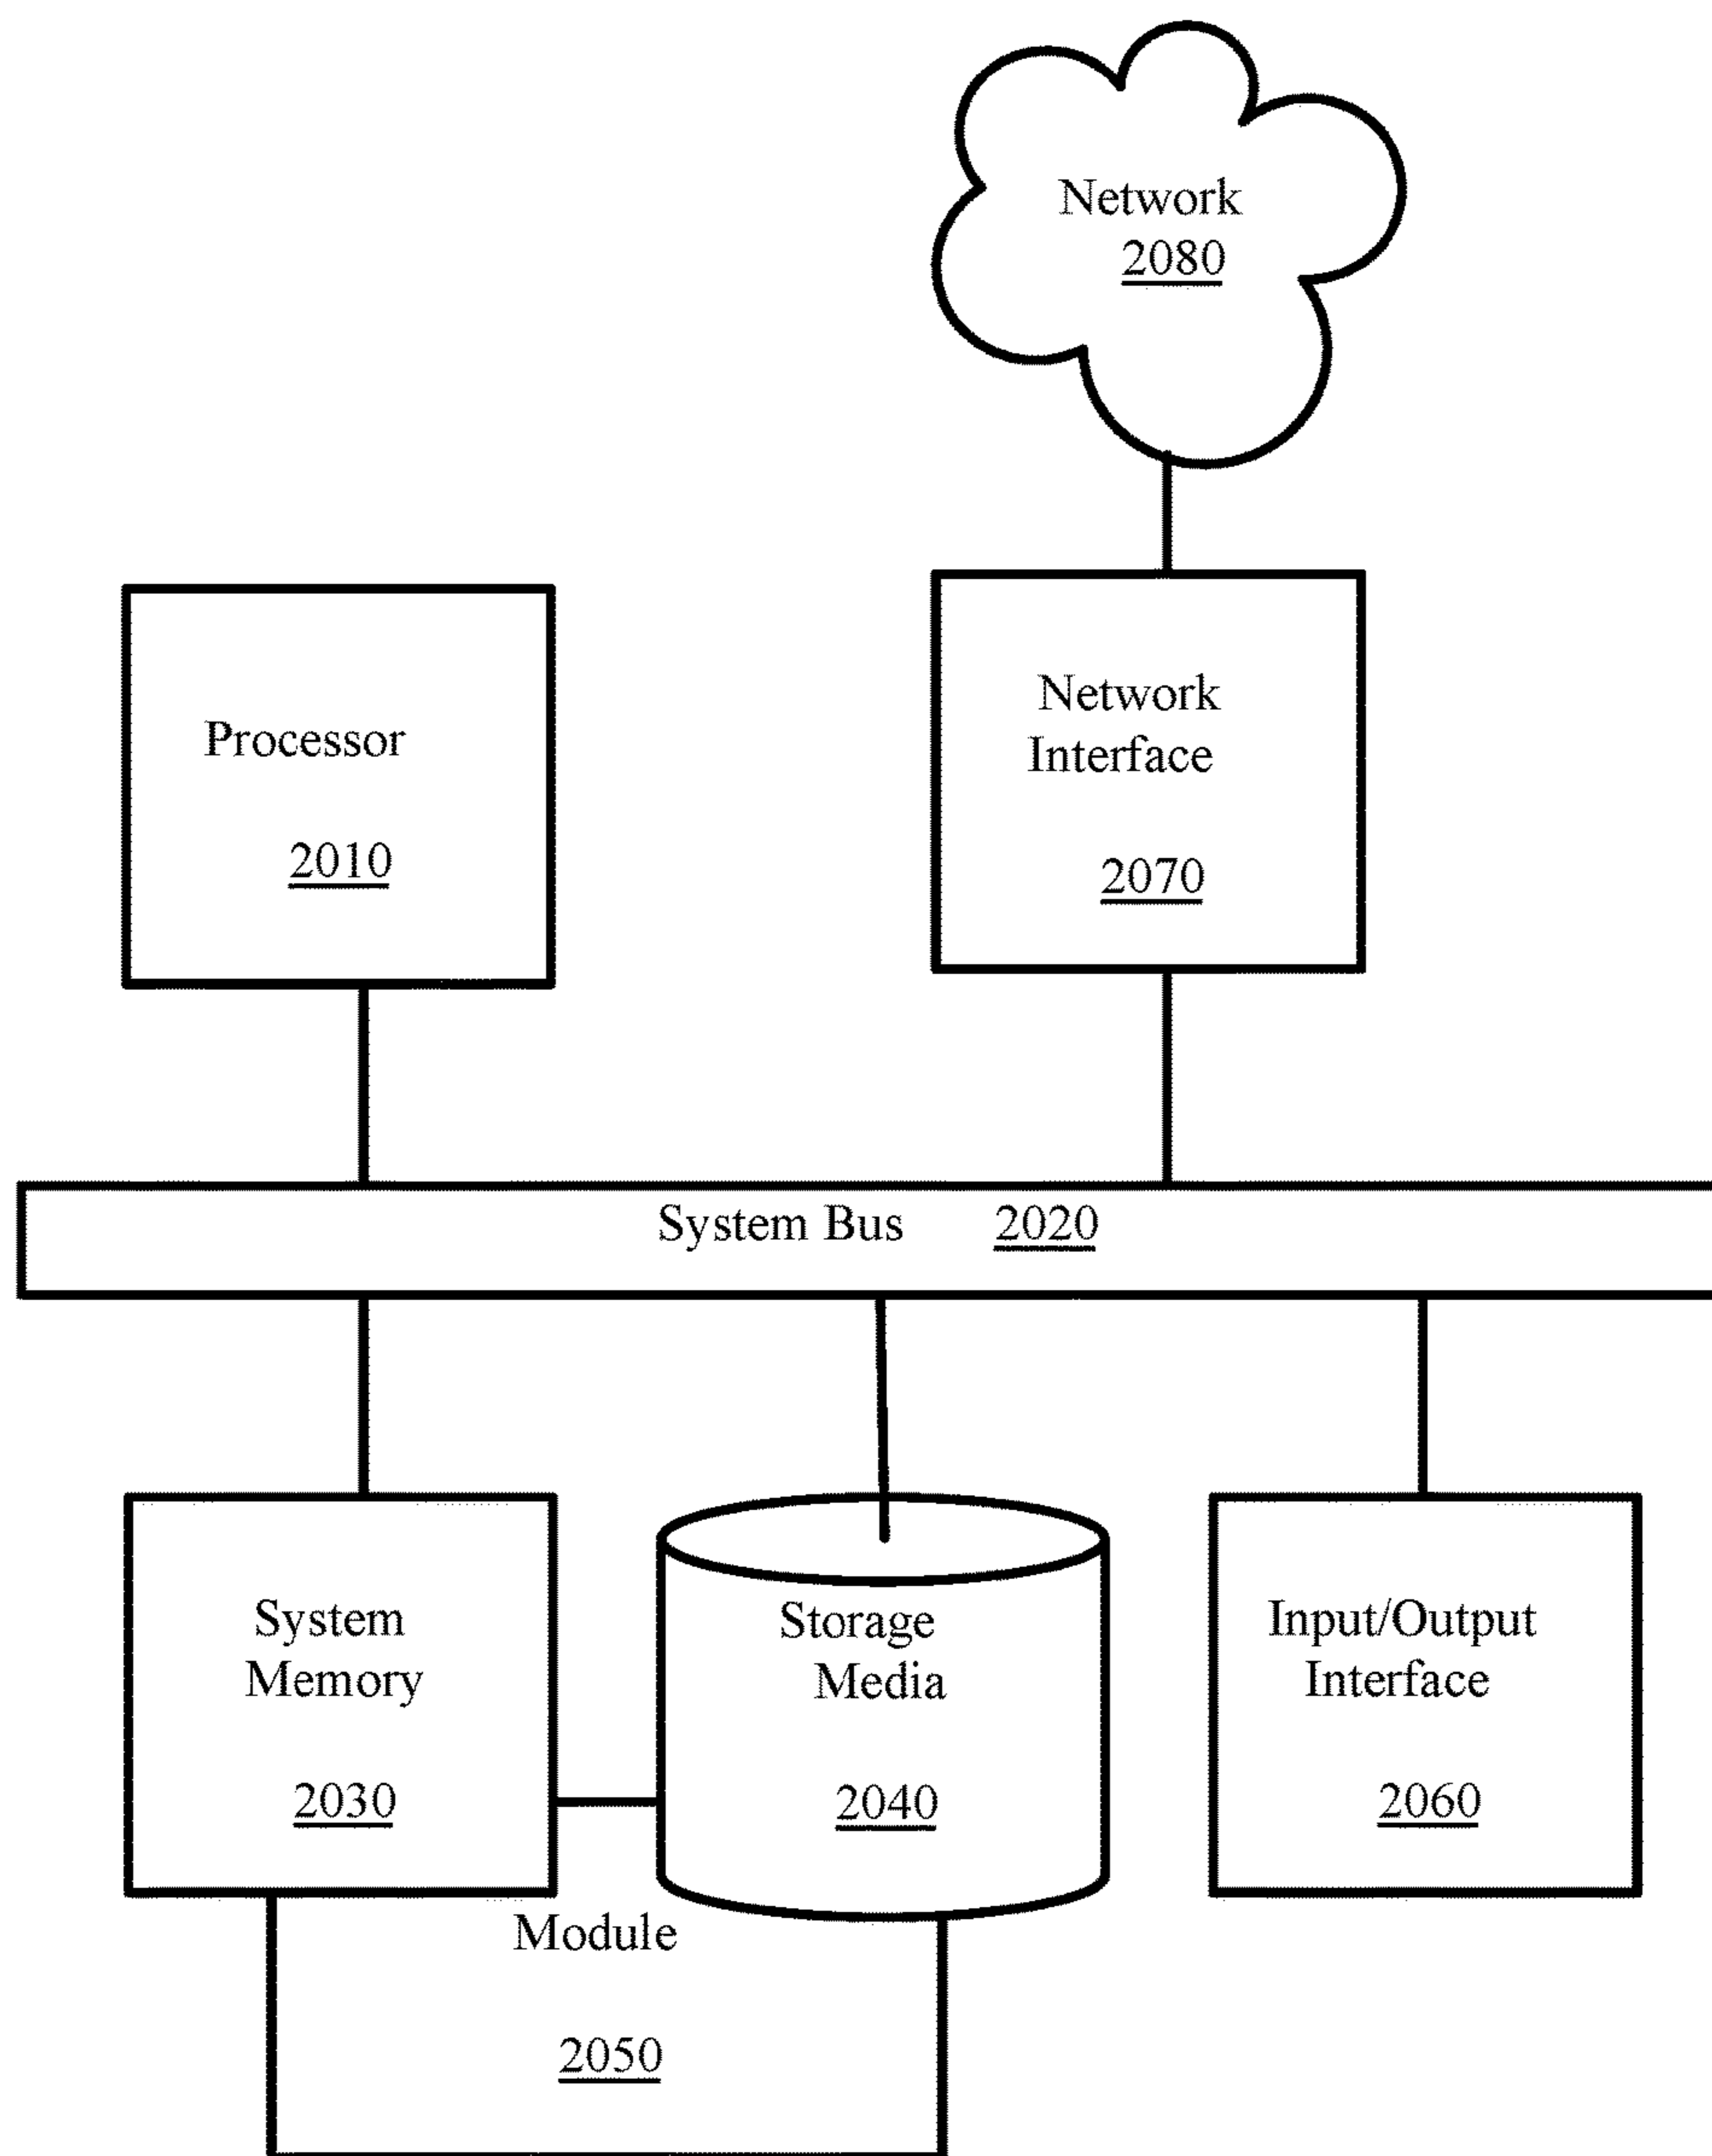 Network
2080
Processor
2010
Network
Interface
2070
System Bus 2020
System
Memory
2030
Storage
Media
2040
Input/Output
Interface
2060
Module
2050